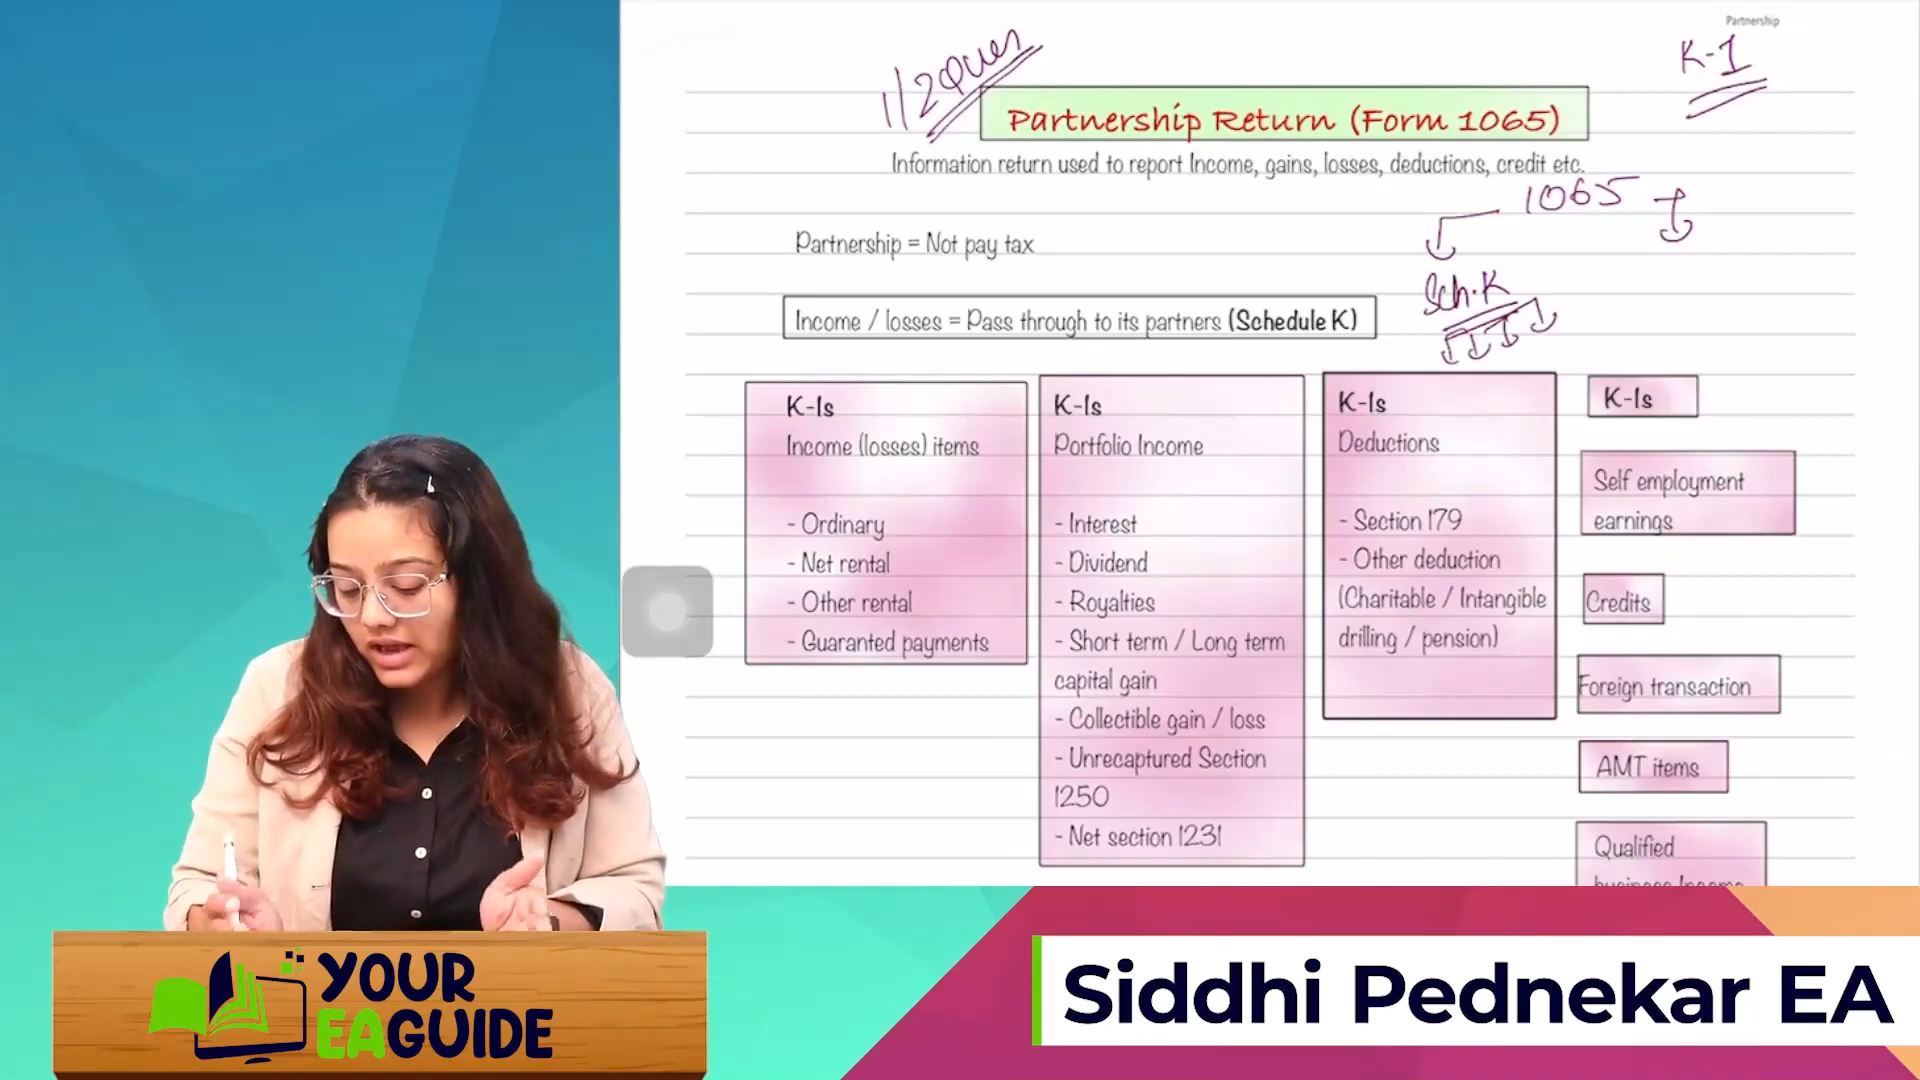 Partnership
K-1
1/2 Ques
Partnership Return (Form 1065)
Information return used to report Income, gains, losses, deductions, credit etc.
1065
Partnership = Not pay tax
Sch.K
Income / losses = Pass through to its partners (Schedule K)
K-1s
Income (losses) items
- Ordinary
- Net rental
- Other rental
- Guaranted payments
K-1s
Portfolio Income
- Interest
- Dividend
- Royalties
- Short term / Long term
capital gain
- Collectible gain / loss
- Unrecaptured Section
1250
- Net section 1231
K-1s
Deductions
- Section 179
- Other deduction
(Charitable / Intangible
drilling / pension)
K-1s
Self employment
earnings
Credits
Foreign transaction
AMT items
Qualified
business Income
YOUR
EAGUIDE
Siddhi Pednekar EA